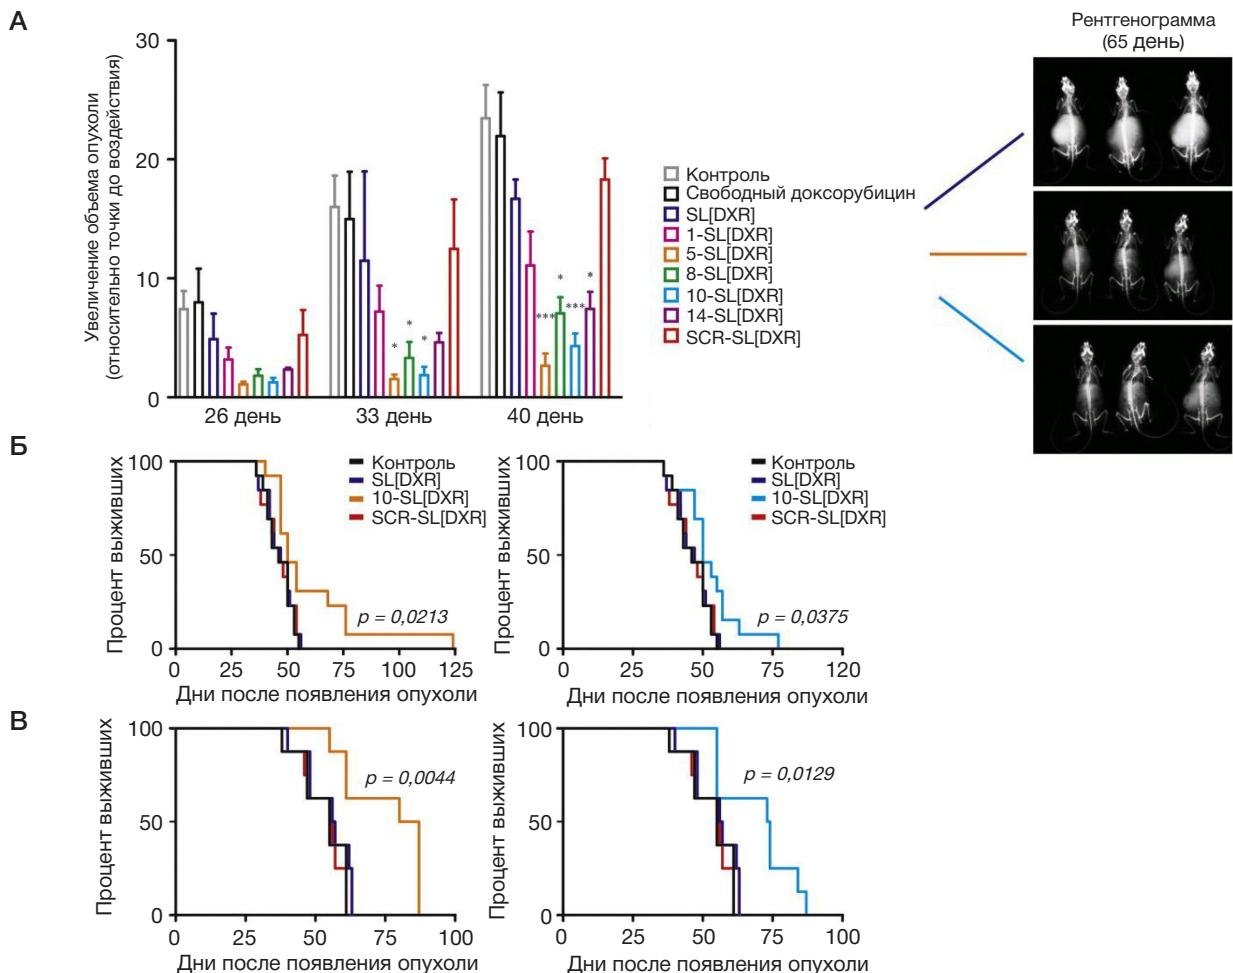 А
Увеличение объема опухоли
(относительно точки до воздействия)
30
20
10
0
*
*
*
***
*
***
*
26 день
33 день
40 день
Контроль
Свободный доксорубицин
SL[DXR]
1-SL[DXR]
5-SL[DXR]
8-SL[DXR]
10-SL[DXR]
14-SL[DXR]
SCR-SL[DXR]
Рентгенограмма
(65 день)
Б
Процент выживших
100
50
0
0 25 50 75 100 125
Дни после появления опухоли
Контроль
SL[DXR]
10-SL[DXR]
SCR-SL[DXR]
p = 0,0213
Процент выживших
100
50
0
0 25 50 75 120
Дни после появления опухоли
Контроль
SL[DXR]
10-SL[DXR]
SCR-SL[DXR]
p = 0,0375
В
Процент выживших
100
50
0
0 25 50 75 100
Дни после появления опухоли
p = 0,0044
Процент выживших
100
50
0
0 25 50 75 100
Дни после появления опухоли
p = 0,0129